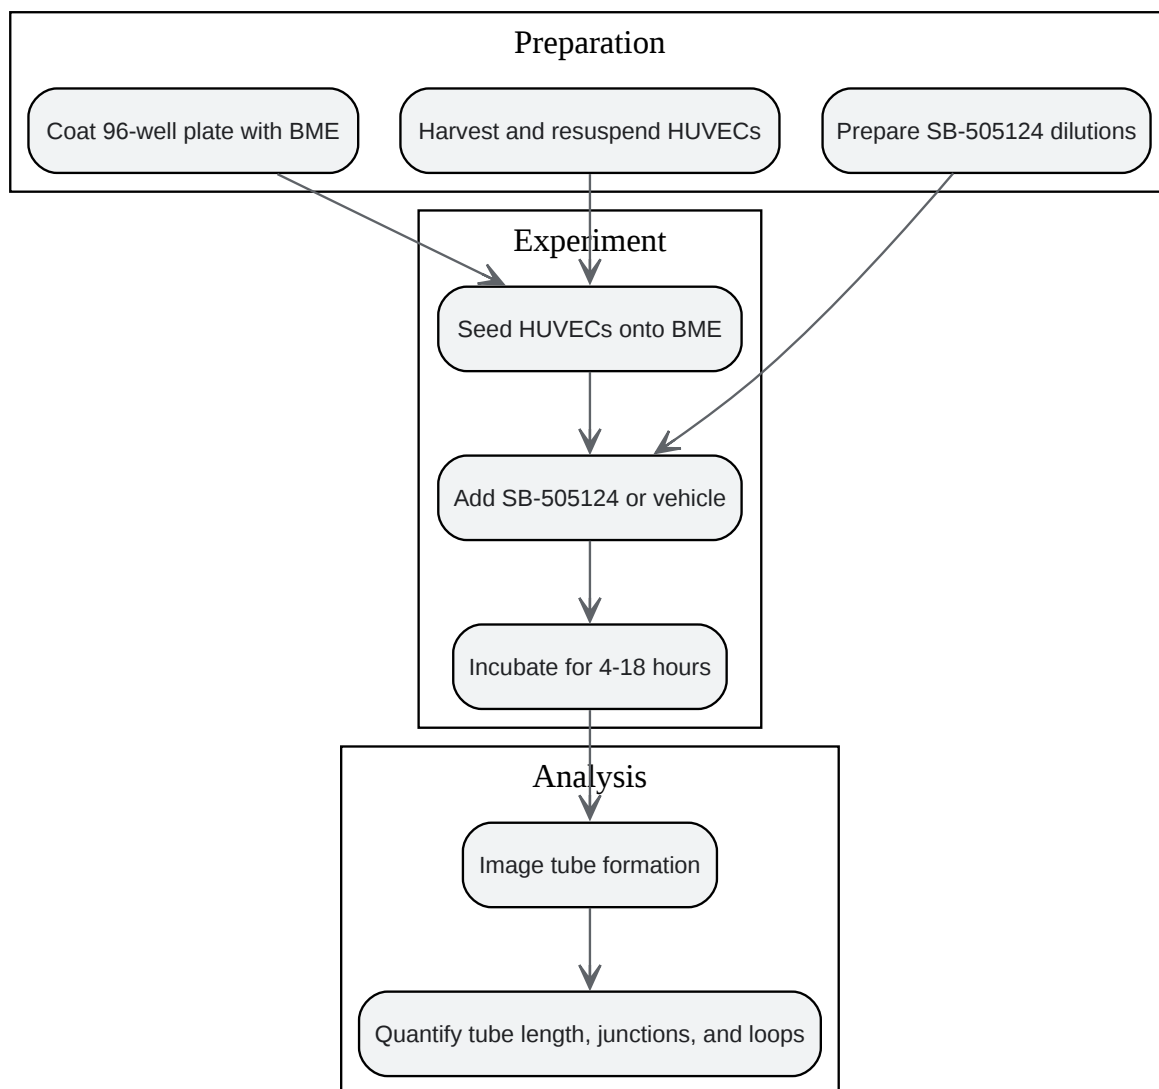 Preparation
Coat 96-well plate with BME
Harvest and resuspend HUVECs
Prepare SB-505124 dilutions
Experiment
Seed HUVECs onto BME
Add SB-505124 or vehicle
Incubate for 4-18 hours
Analysis
Image tube formation
Quantify tube length, junctions, and loops